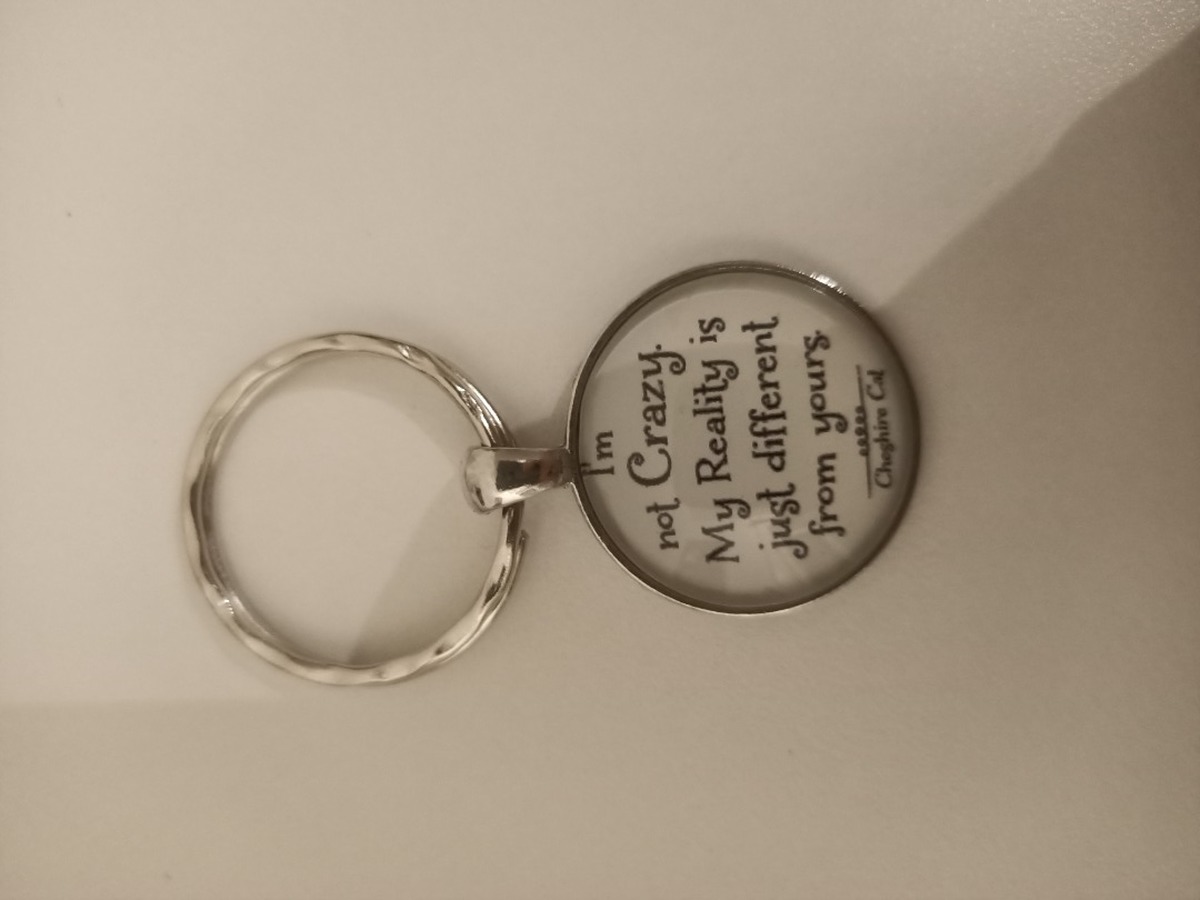 I'm
not Crazy.
My Reality is
just different
from yours.
Cheshire Cat